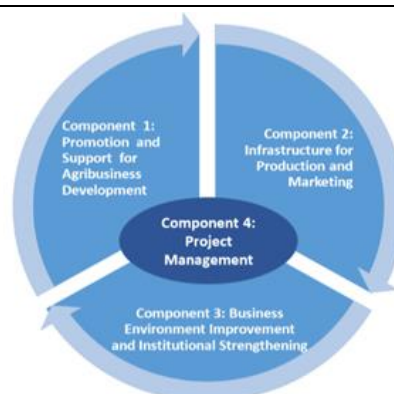 Component 1:
Promotion and
Support for
Agribusiness
Development
Component 2:
Infrastructure for
Production and
Marketing
Component 4:
Project
Management
Component 3: Business
Environment Improvement
and Institutional Strengthening